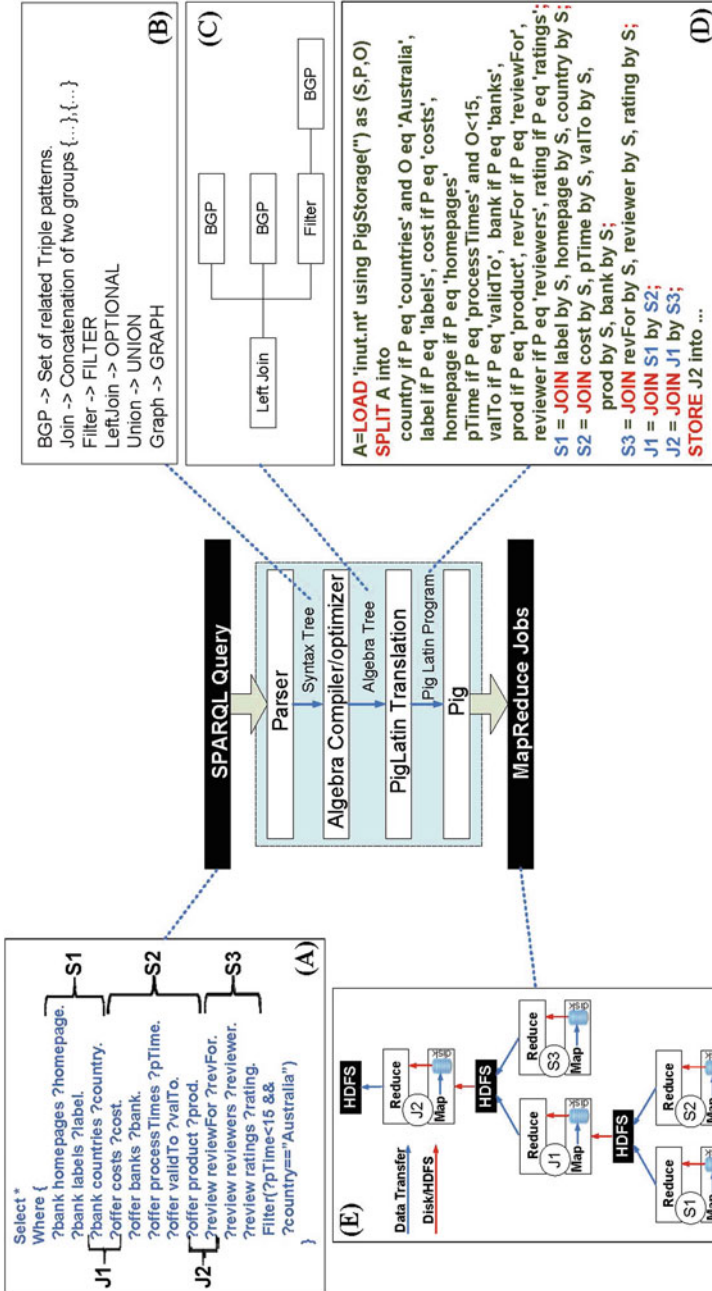 Select *
Where {
?bank homepages ?homepage.
?bank labels ?label.
?bank countries ?country.
?offer costs ?cost.
?offer banks ?bank.
?offer processTimes ?pTime.
?offer validTo ?valTo.
?offer product ?prod.
?review reviewFor ?revFor.
?review reviewers ?reviewer.
?review ratings ?rating.
Filter(?pTime<15 &&
?country=="Australia")
}
J1
J2
S1
S2
S3
(A)
SPARQL Query
Parser
Syntax Tree
Algebra Compiler/optimizer
Algebra Tree
PigLatin Translation
Pig Latin Program
Pig
MapReduce Jobs
BGP -> Set of related Triple patterns.
Join -> Concatenation of two groups {...},{...}
Filter -> FILTER
LeftJoin -> OPTIONAL
Union -> UNION
Graph -> GRAPH
(B)
(C)
Left Join
BGP
BGP
Filter
BGP
A=LOAD 'inut.nt' using PigStorage('') as (S,P,O)
SPLIT A into
country if P eq 'countries' and O eq 'Australia',
label if P eq 'labels', cost if P eq 'costs',
homepage if P eq 'homepages'
pTime if P eq 'processTimes' and O<15,
valTo if P eq 'validTo', bank if P eq 'banks',
prod if P eq 'product', revFor if P eq 'reviewFor',
reviewer if P eq 'reviewers', rating if P eq 'ratings';
S1 = JOIN label by S, homepage by S, country by S;
S2 = JOIN cost by S, pTime by S, valTo by S,
prod by S, bank by S;
S3 = JOIN revFor by S, reviewer by S, rating by S;
J1 = JOIN S1 by S2;
J2 = JOIN J1 by S3;
STORE J2 into ...
(D)
(E)
Data Transfer
Disk/HDFS
HDFS
Reduce
J2
Map
disk
HDFS
Reduce
J1
Map
disk
Reduce
S3
Map
disk
HDFS
Reduce
S1
Map
disk
Reduce
S2
Map
disk